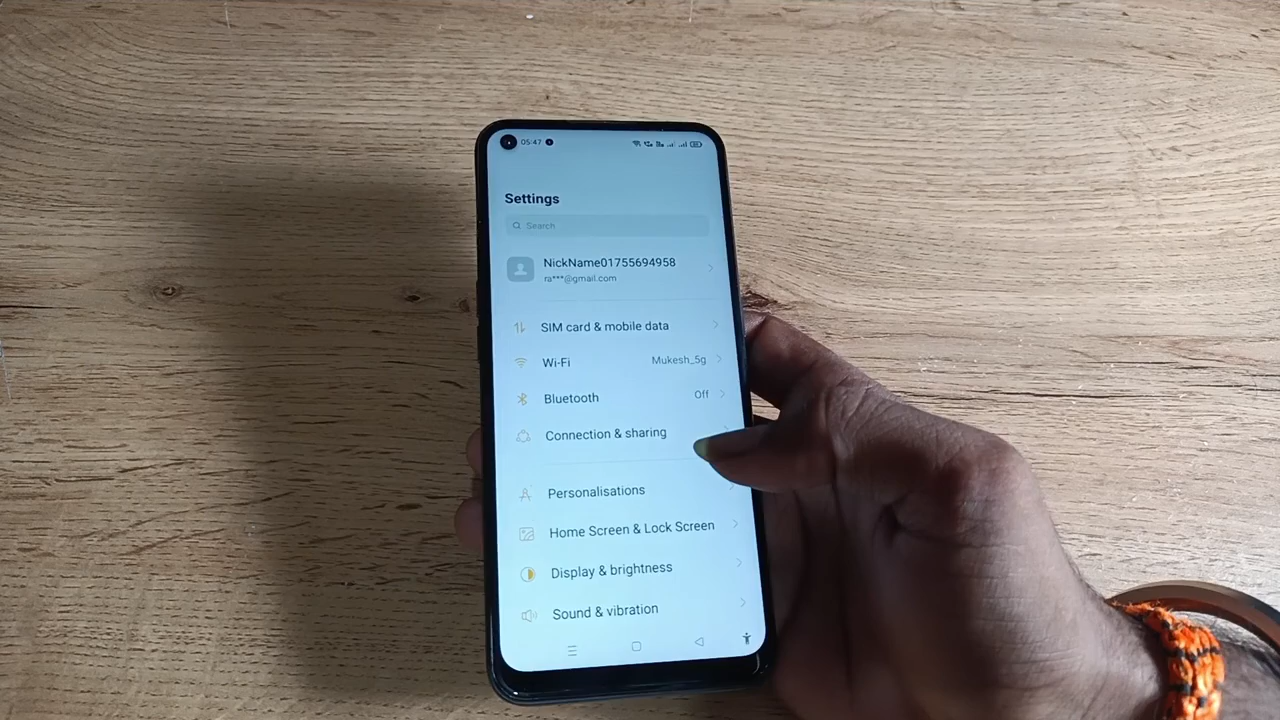 05:47
Settings
Search
NickName01755694958
ra***@gmail.com
SIM card & mobile data
Wi-Fi Mukesh_5g
Bluetooth Off
Connection & sharing
Personalisations
Home Screen & Lock Screen
Display & brightness
Sound & vibration